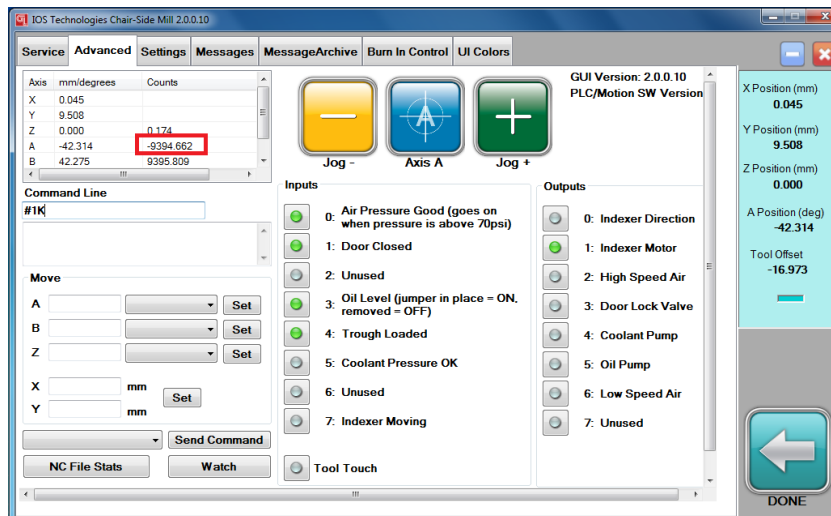 IOS Technologies Chair-Side Mill 2.0.0.10
Service Advanced Settings Messages MessageArchive Burn In Control UI Colors
Axis mm/degrees Counts
X 0.045
Y 9.508
Z 0.000 0.174
A -42.314 -9394.662
B 42.275 9395.809
Command Line
#1K
Move
A Set
B Set
Z Set
X mm
Set
Y mm
Send Command
NC File Stats Watch
Jog - Axis A Jog +
GUI Version: 2.0.0.10
PLC/Motion SW Version
Inputs
0: Air Pressure Good (goes on
when pressure is above 70psi)
1: Door Closed
2: Unused
3: Oil Level (jumper in place = ON,
removed = OFF)
4: Trough Loaded
5: Coolant Pressure OK
6: Unused
7: Indexer Moving
Tool Touch
Outputs
0: Indexer Direction
1: Indexer Motor
2: High Speed Air
3: Door Lock Valve
4: Coolant Pump
5: Oil Pump
6: Low Speed Air
7: Unused
X Position (mm)
0.045
Y Position (mm)
9.508
Z Position (mm)
0.000
A Position (deg)
-42.314
Tool Offset
-16.973
DONE